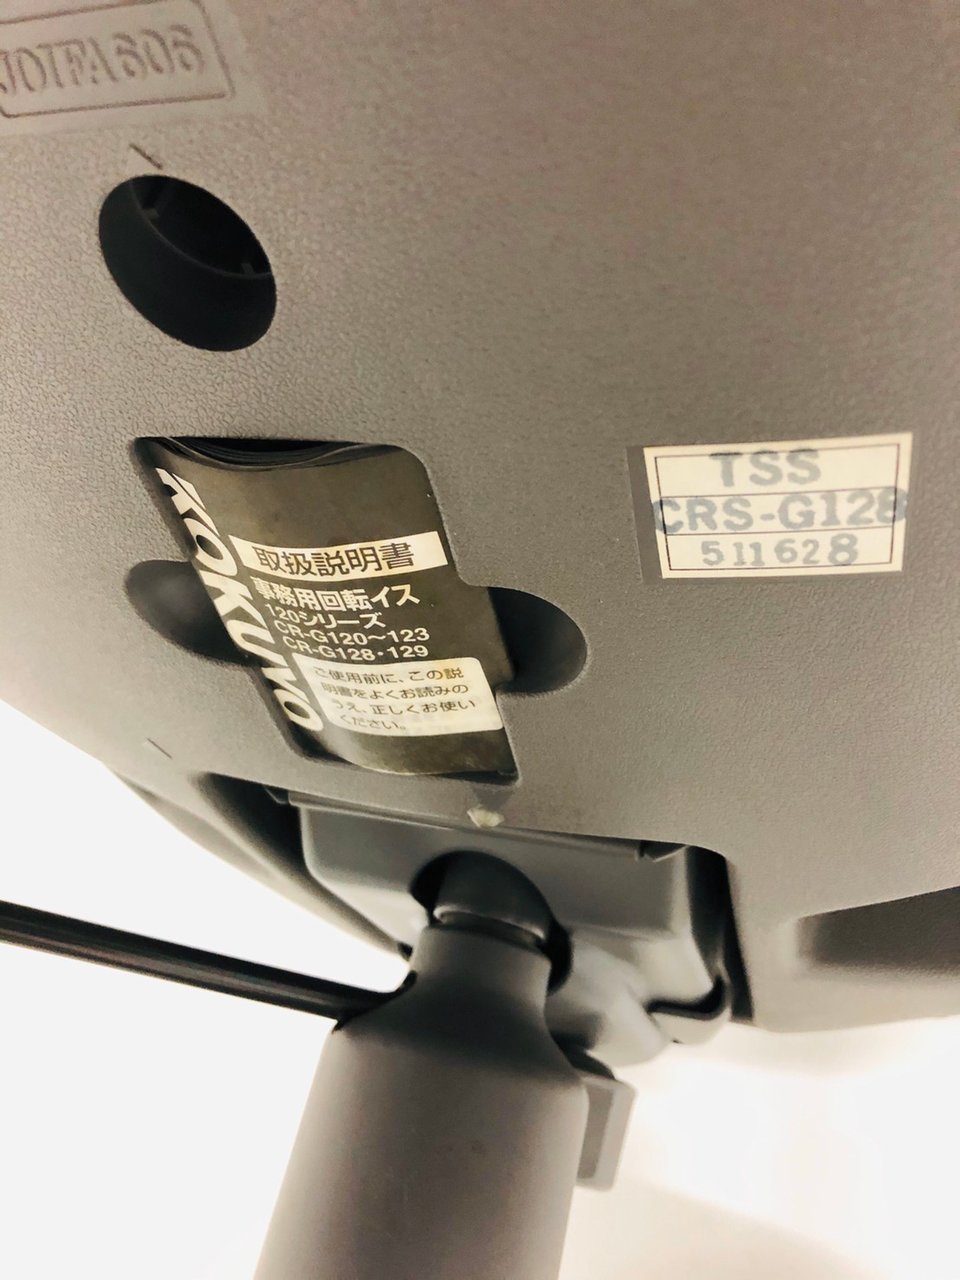 JOIFA606
TSS
CRS-G128
511628
KOKUYO
取扱説明書
事務用回転イス
120シリーズ
CR-G120〜123
CR-G128・129
ご使用前に、この説
明書をよくお読みの
うえ、正しくお使い
ください。